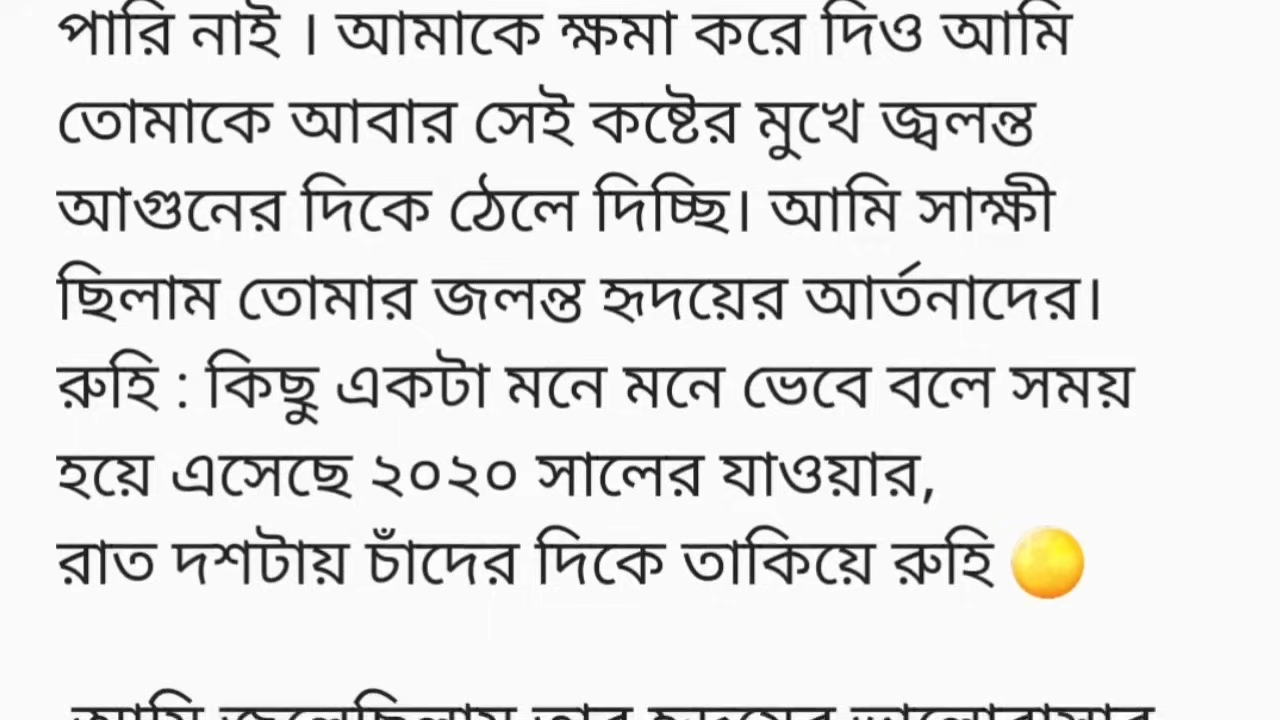 পারি নাই । আমাকে ক্ষমা করে দিও আমি
তোমাকে আবার সেই কষ্টের মুখে জ্বলন্ত
আগুনের দিকে ঠেলে দিচ্ছি। আমি সাক্ষী
ছিলাম তোমার জলন্ত হৃদয়ের আর্তনাদের।
রুহি : কিছু একটা মনে মনে ভেবে বলে সময়
হয়ে এসেছে ২০২০ সালের যাওয়ার,
রাত দশটায় চাঁদের দিকে তাকিয়ে রুহি 🌕